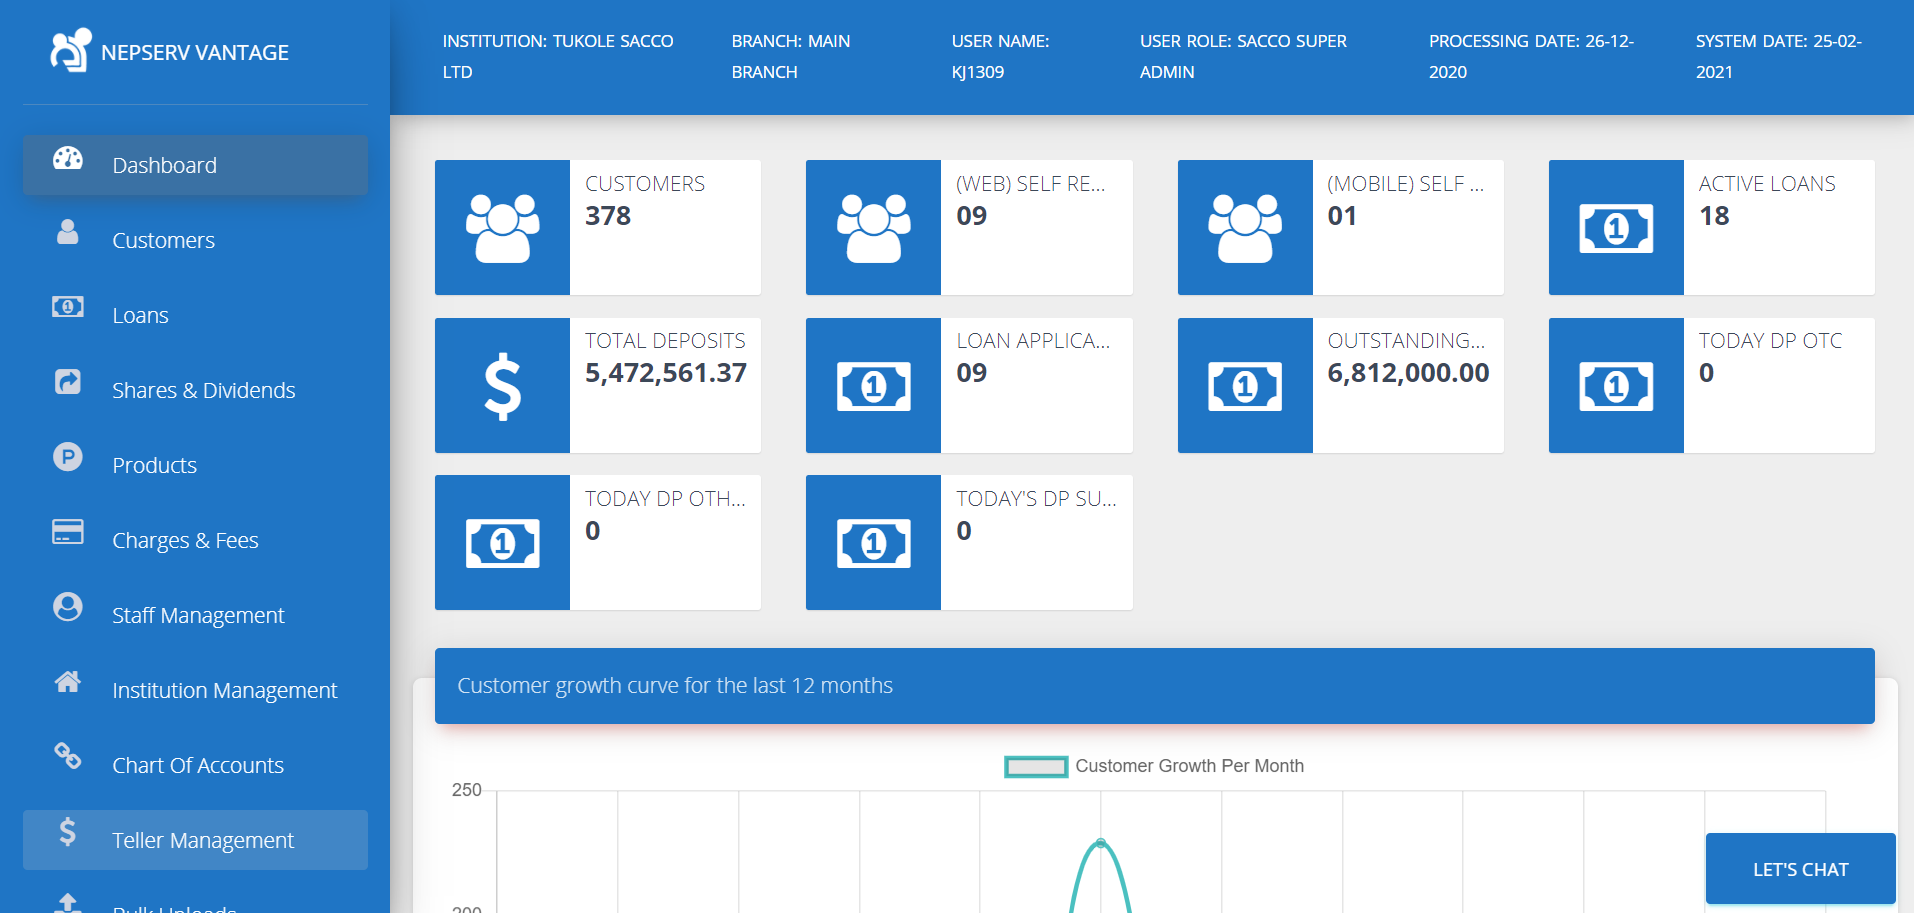 NEPSERV VANTAGE
INSTITUTION: TUKOLE SACCO
LTD
BRANCH: MAIN
BRANCH
USER NAME:
KJ1309
USER ROLE: SACCO SUPER
ADMIN
PROCESSING DATE: 26-12-
2020
SYSTEM DATE: 25-02-
2021
Dashboard
Customers
Loans
Shares & Dividends
Products
Charges & Fees
Staff Management
Institution Management
Chart Of Accounts
Teller Management
Bulk Uploads
CUSTOMERS
378
(WEB) SELF RE...
09
(MOBILE) SELF ...
01
ACTIVE LOANS
18
TOTAL DEPOSITS
5,472,561.37
LOAN APPLICA...
09
OUTSTANDING...
6,812,000.00
TODAY DP OTC
0
TODAY DP OTH...
0
TODAY'S DP SU...
0
Customer growth curve for the last 12 months
Customer Growth Per Month
250
200
LET'S CHAT